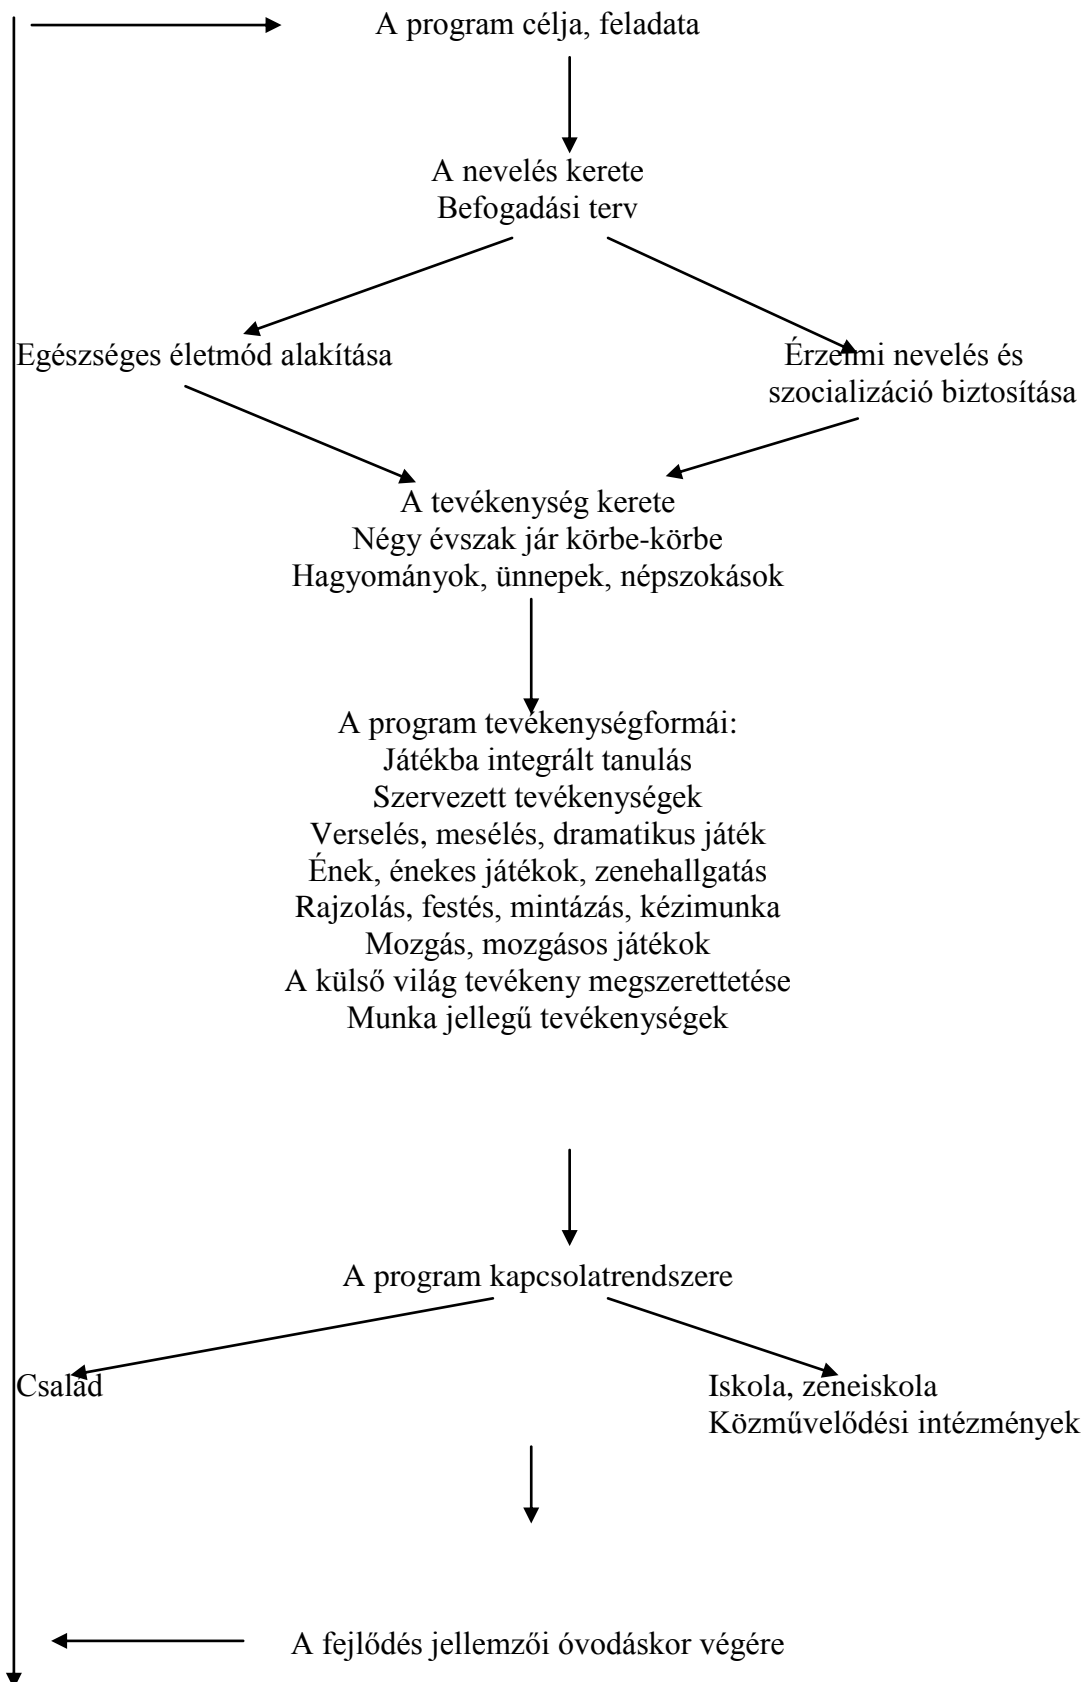 A program célja, feladata
A nevelés kerete
Befogadási terv
Egészséges életmód alakítása
Érzelmi nevelés és
szocializáció biztosítása
A tevékenység kerete
Négy évszak jár körbe-körbe
Hagyományok, ünnepek, népszokások
A program tevékenységformái:
Játékba integrált tanulás
Szervezett tevékenységek
Verselés, mesélés, dramatikus játék
Ének, énekes játékok, zenehallgatás
Rajzolás, festés, mintázás, kézimunka
Mozgás, mozgásos játékok
A külső világ tevékeny megszerettetése
Munka jellegű tevékenységek
A program kapcsolatrendszere
Család
Iskola, zeneiskola
Közművelődési intézmények
A fejlődés jellemzői óvodáskor végére